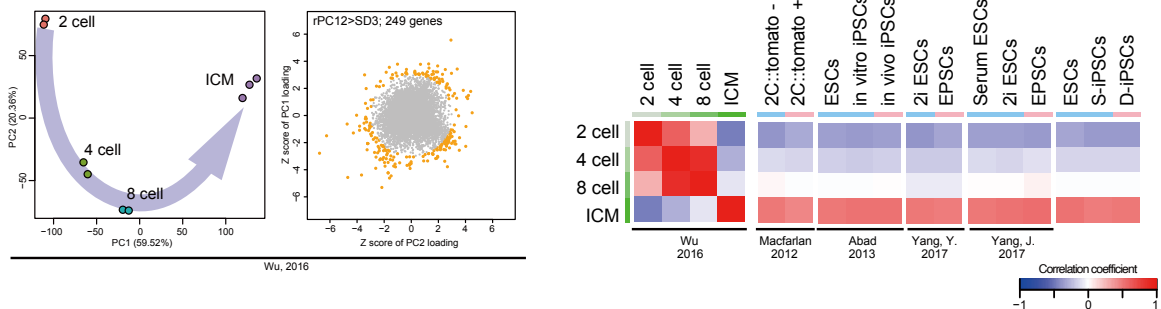 2 cell
ICM
4 cell
8 cell
PC2 (20.36%)
50
0
−50
−100
−50
0
50
100
PC1 (59.52%)
rPC12>SD3; 249 genes
Z score of PC1 loading
6
4
2
0
−2
−4
−6
−6
−4
−2
0
2
4
6
Z score of PC2 loading
Wu, 2016
2 cell
4 cell
8 cell
ICM
2C::tomato -
2C::tomato +
ESCs
in vitro iPSCs
in vivo iPSCs
2i ESCs
EPSCs
Serum ESCs
2i ESCs
EPSCs
ESCs
S-iPSCs
D-iPSCs
2 cell
4 cell
8 cell
ICM
Wu
2016
Macfarlan
2012
Abad
2013
Yang, Y.
2017
Yang, J.
2017
Correlation coefficient
−1
0
1